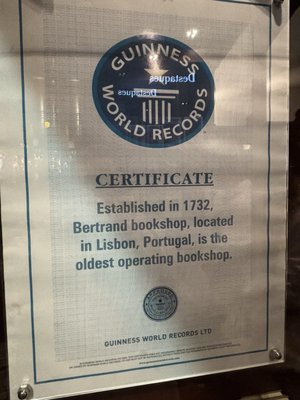 GUINNESS
WORLD RECORDS
CERTIFICATE
Established in 1732,
Bertrand bookshop, located
in Lisbon, Portugal, is the
oldest operating bookshop.
GUINNESS WORLD RECORDS LTD